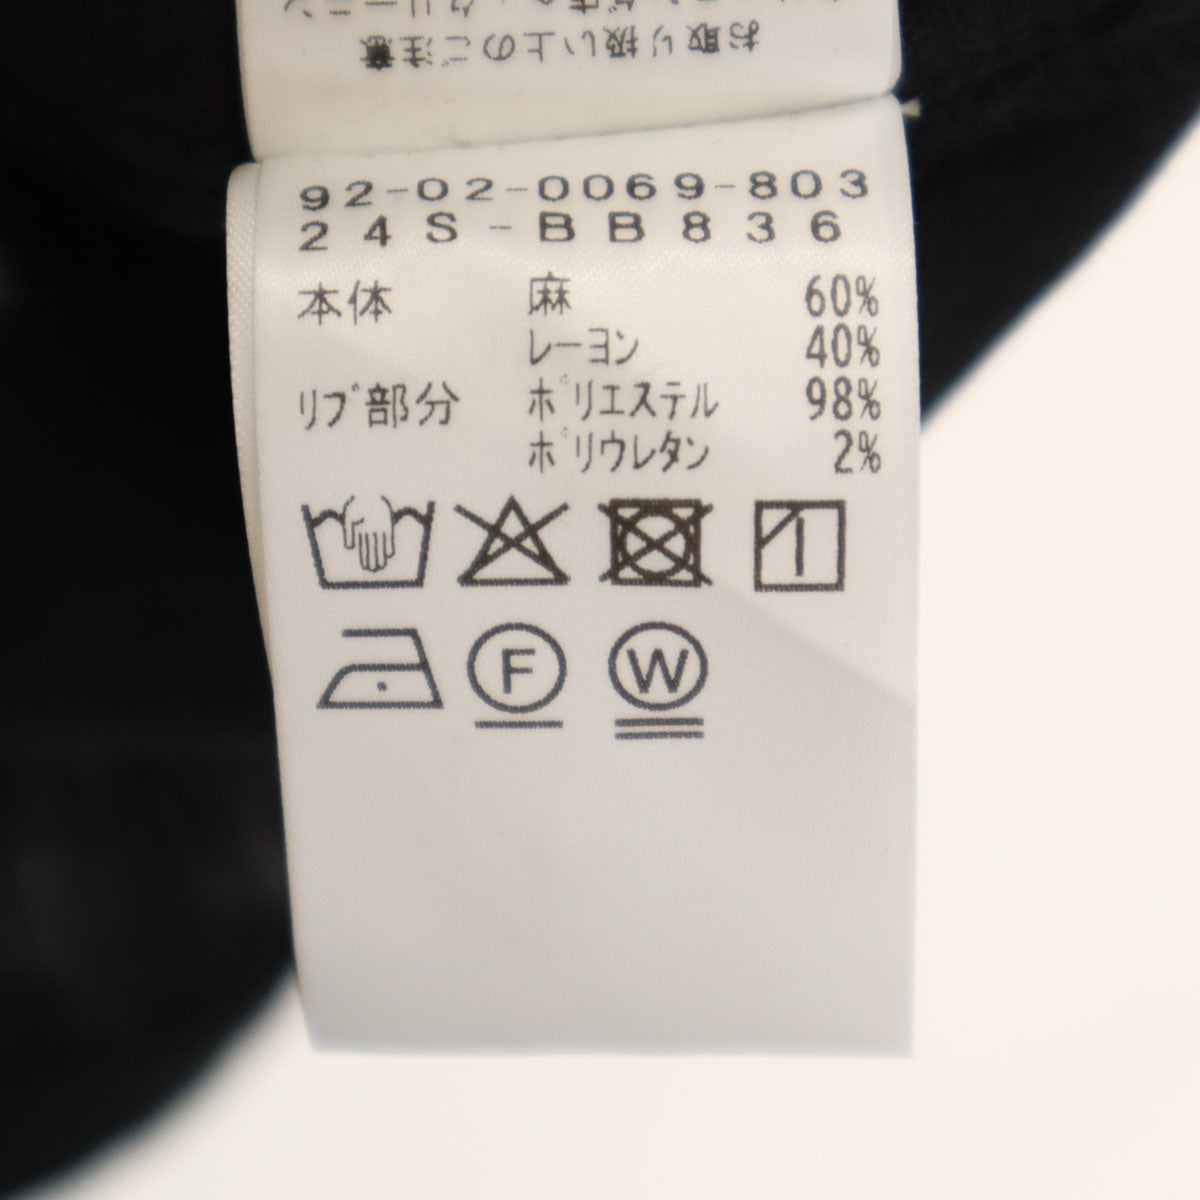 お取り扱い上のご注意
92-02-0069-803
24S-BB836
本体 麻 60%
レーヨン 40%
リブ部分 ポリエステル 98%
ポリウレタン 2%
F W